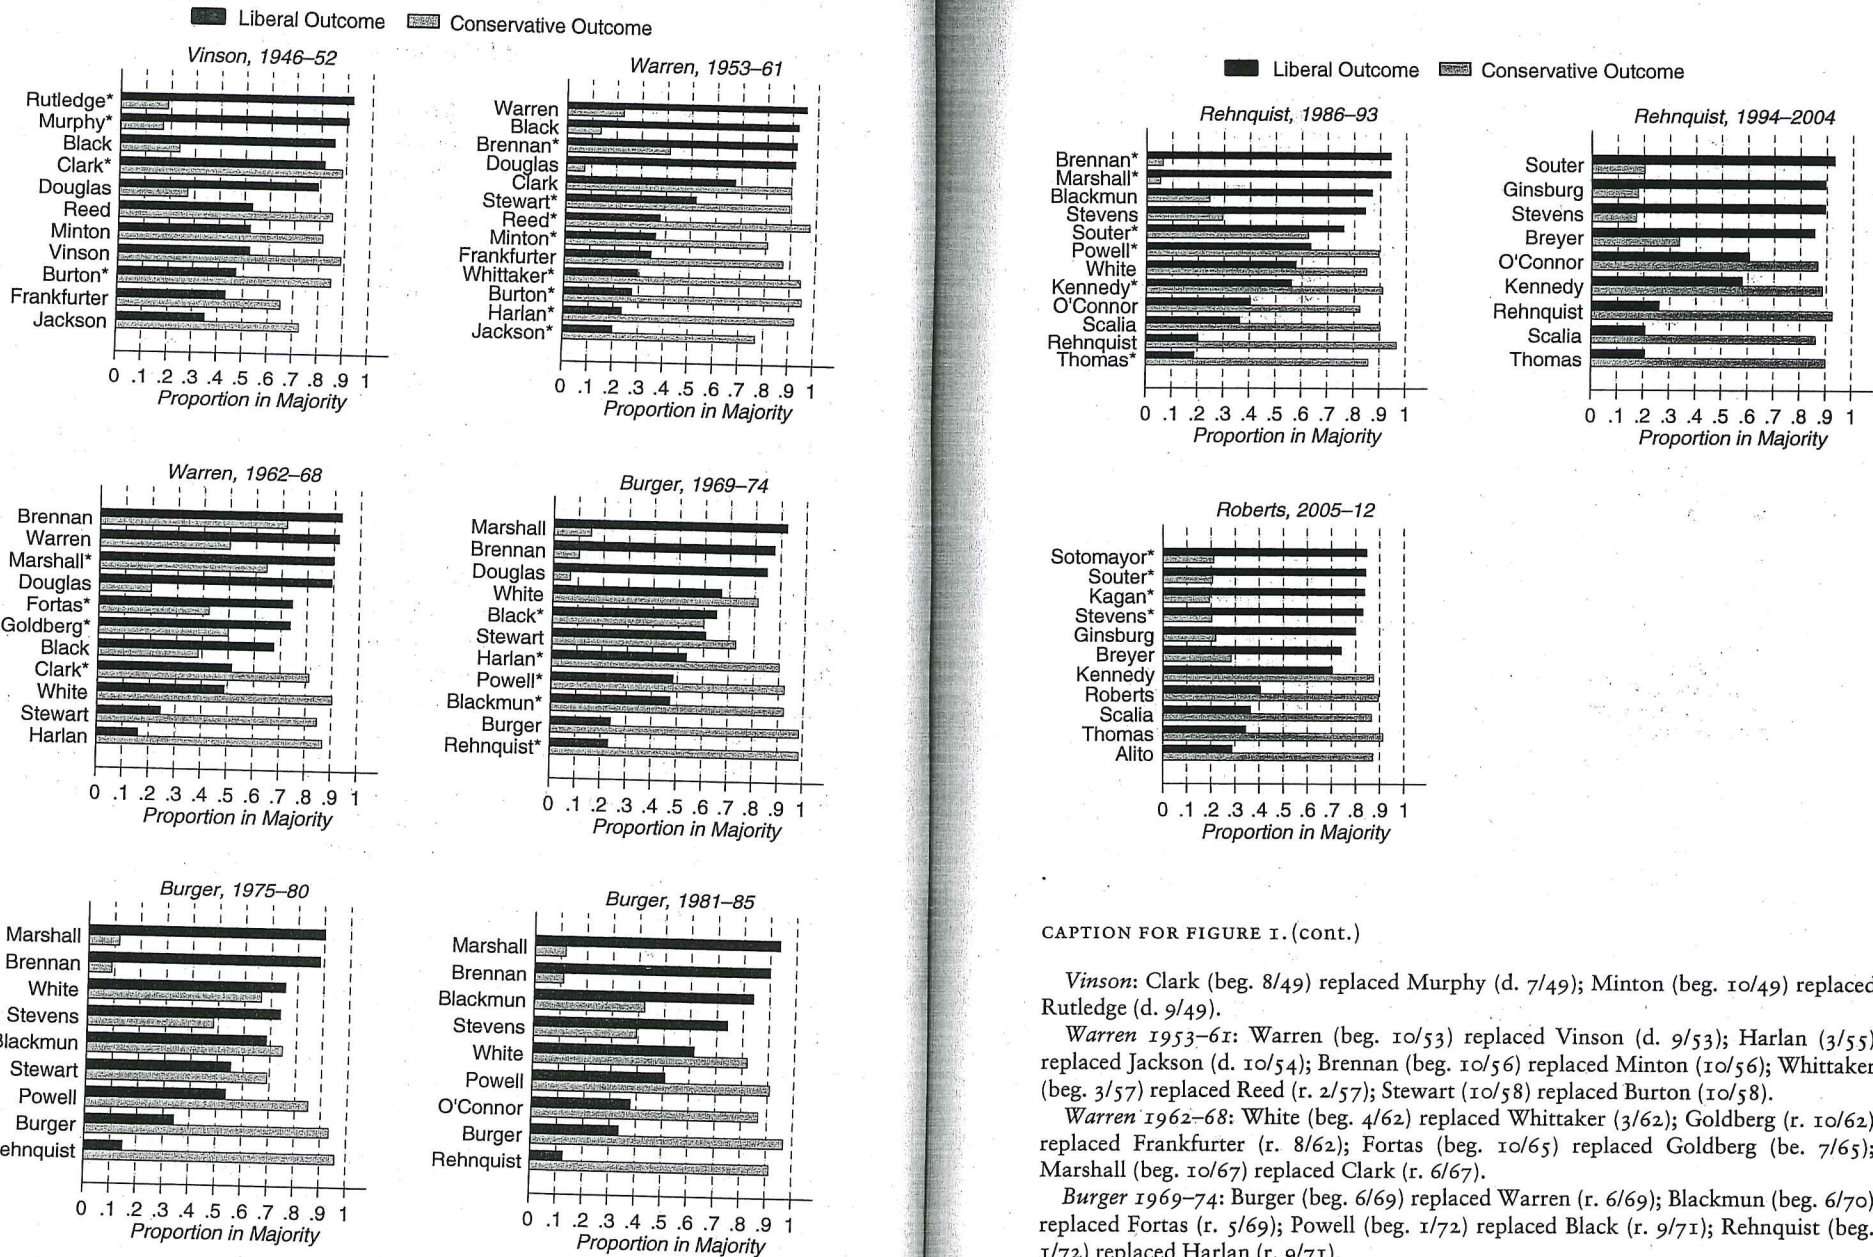 Liberal Outcome Conservative Outcome
Vinson, 1946–52
Rutledge*
Murphy*
Black
Clark*
Douglas
Reed
Minton
Vinson
Burton*
Frankfurter
Jackson
0 .1 .2 .3 .4 .5 .6 .7 .8 .9 1
Proportion in Majority
Warren, 1953–61
Warren
Black
Brennan*
Douglas
Clark
Stewart*
Reed*
Minton*
Frankfurter
Whittaker*
Burton*
Harlan*
Jackson*
0 .1 .2 .3 .4 .5 .6 .7 .8 .9 1
Proportion in Majority
Warren, 1962–68
Brennan
Warren
Marshall*
Douglas
Fortas*
Goldberg*
Black
Clark*
White
Stewart
Harlan
0 .1 .2 .3 .4 .5 .6 .7 .8 .9 1
Proportion in Majority
Burger, 1969–74
Marshall
Brennan
Douglas
White
Black*
Stewart
Harlan*
Powell*
Blackmun*
Burger
Rehnquist*
0 .1 .2 .3 .4 .5 .6 .7 .8 .9 1
Proportion in Majority
Burger, 1975–80
Marshall
Brennan
White
Stevens
lackmun
Stewart
Powell
Burger
ehnquist
0 .1 .2 .3 .4 .5 .6 .7 .8 .9 1
Proportion in Majority
Burger, 1981–85
Marshall
Brennan
Blackmun
Stevens
White
Powell
O'Connor
Burger
Rehnquist
0 .1 .2 .3 .4 .5 .6 .7 .8 .9 1
Proportion in Majority
Liberal Outcome Conservative Outcome
Rehnquist, 1986–93
Brennan*
Marshall*
Blackmun
Stevens
Souter*
Powell*
White
Kennedy*
O'Connor
Scalia
Rehnquist
Thomas*
0 .1 .2 .3 .4 .5 .6 .7 .8 .9 1
Proportion in Majority
Rehnquist, 1994–2004
Souter
Ginsburg
Stevens
Breyer
O'Connor
Kennedy
Rehnquist
Scalia
Thomas
0 .1 .2 .3 .4 .5 .6 .7 .8 .9 1
Proportion in Majority
Roberts, 2005–12
Sotomayor*
Souter*
Kagan*
Stevens*
Ginsburg
Breyer
Kennedy
Roberts
Scalia
Thomas
Alito
0 .1 .2 .3 .4 .5 .6 .7 .8 .9 1
Proportion in Majority
CAPTION FOR FIGURE 1. (cont.)
Vinson: Clark (beg. 8/49) replaced Murphy (d. 7/49); Minton (beg. 10/49) replaced
Rutledge (d. 9/49).
Warren 1953–61: Warren (beg. 10/53) replaced Vinson (d. 9/53); Harlan (3/55)
replaced Jackson (d. 10/54); Brennan (beg. 10/56) replaced Minton (10/56); Whittaker
(beg. 3/57) replaced Reed (r. 2/57); Stewart (10/58) replaced Burton (10/58).
Warren 1962–68: White (beg. 4/62) replaced Whittaker (3/62); Goldberg (r. 10/62)
replaced Frankfurter (r. 8/62); Fortas (beg. 10/65) replaced Goldberg (be. 7/65);
Marshall (beg. 10/67) replaced Clark (r. 6/67).
Burger 1969–74: Burger (beg. 6/69) replaced Warren (r. 6/69); Blackmun (beg. 6/70)
replaced Fortas (r. 5/69); Powell (beg. 1/72) replaced Black (r. 9/71); Rehnquist (beg.
1/72) replaced Harlan (r. 9/71).